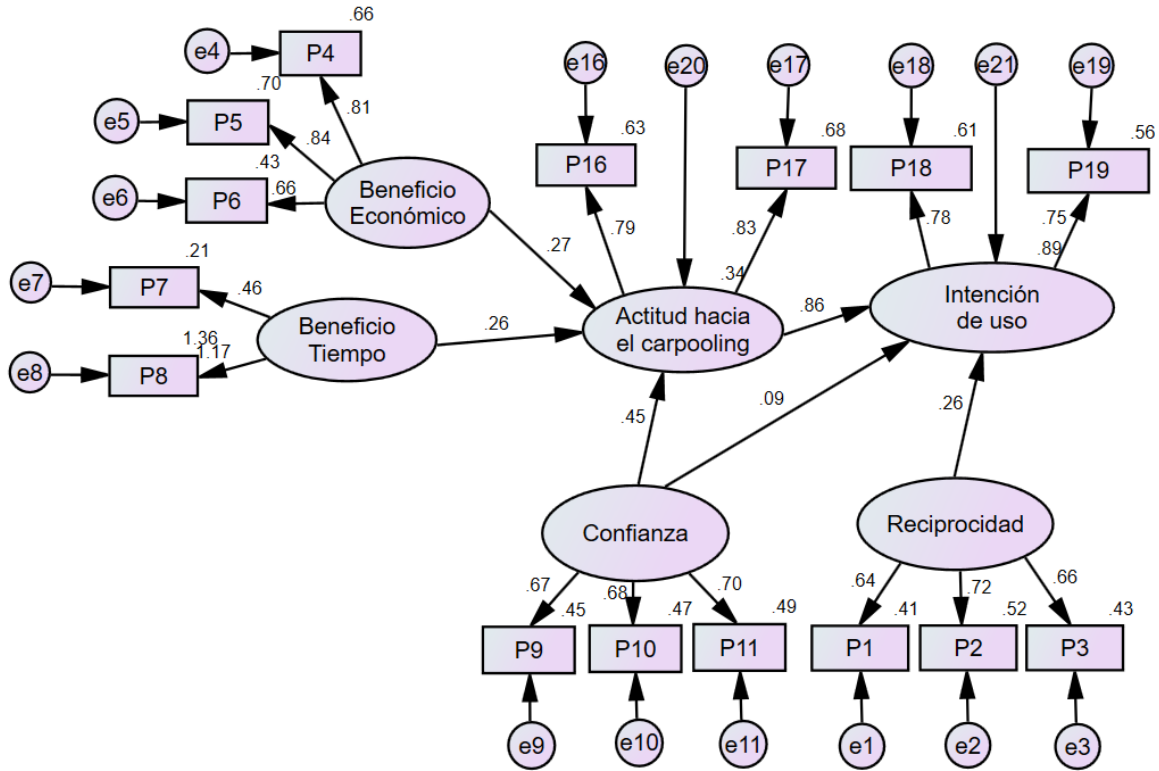 .66
e4
P4
.70
.81
e5
P5
.84
.43
e6
P6
.66
Beneficio
Económico
e16
e20
e17
e18
e21
e19
.63
.68
.61
.56
P16
P17
P18
P19
.79
.83
.78
.75
.27
.34
.89
.21
e7
P7
.46
Beneficio
Tiempo
1.36
1.17
e8
P8
.26
Actitud hacia
el carpooling
.86
Intención
de uso
.45
.09
.26
Confianza
Reciprocidad
.67
.68
.70
.64
.72
.66
.45
.47
.49
.41
.52
.43
P9
P10
P11
P1
P2
P3
e9
e10
e11
e1
e2
e3